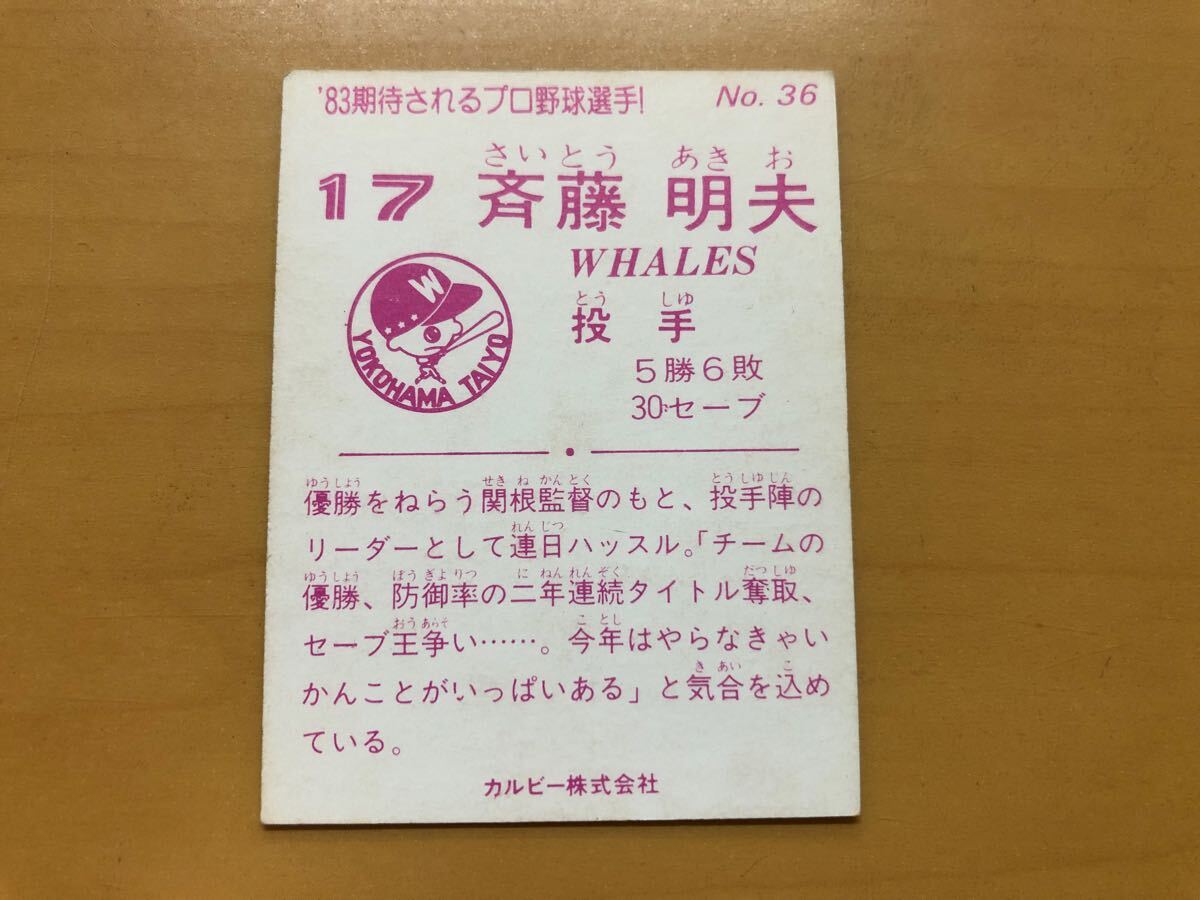 '83期待されるプロ野球選手! No. 36
さいとう あきお
17 斉藤 明夫
WHALES
W
YOKOHAMA TAIYO
とう しゆ
投 手
5勝6敗
30セーブ
ゆうしよう せきねかんとく とうしゆじん
優勝をねらう関根監督のもと、投手陣の
れんじつ
リーダーとして連日ハッスル。「チームの
ゆうしよう ぼうぎよりつ にねんれんぞく だつしゆ
優勝、防御率の二年連続タイトル奪取、
おうあらそ ことし
セーブ王争い……。今年はやらなきゃい
きあい こ
かんことがいっぱいある」と気合を込め
ている。
カルビー株式会社